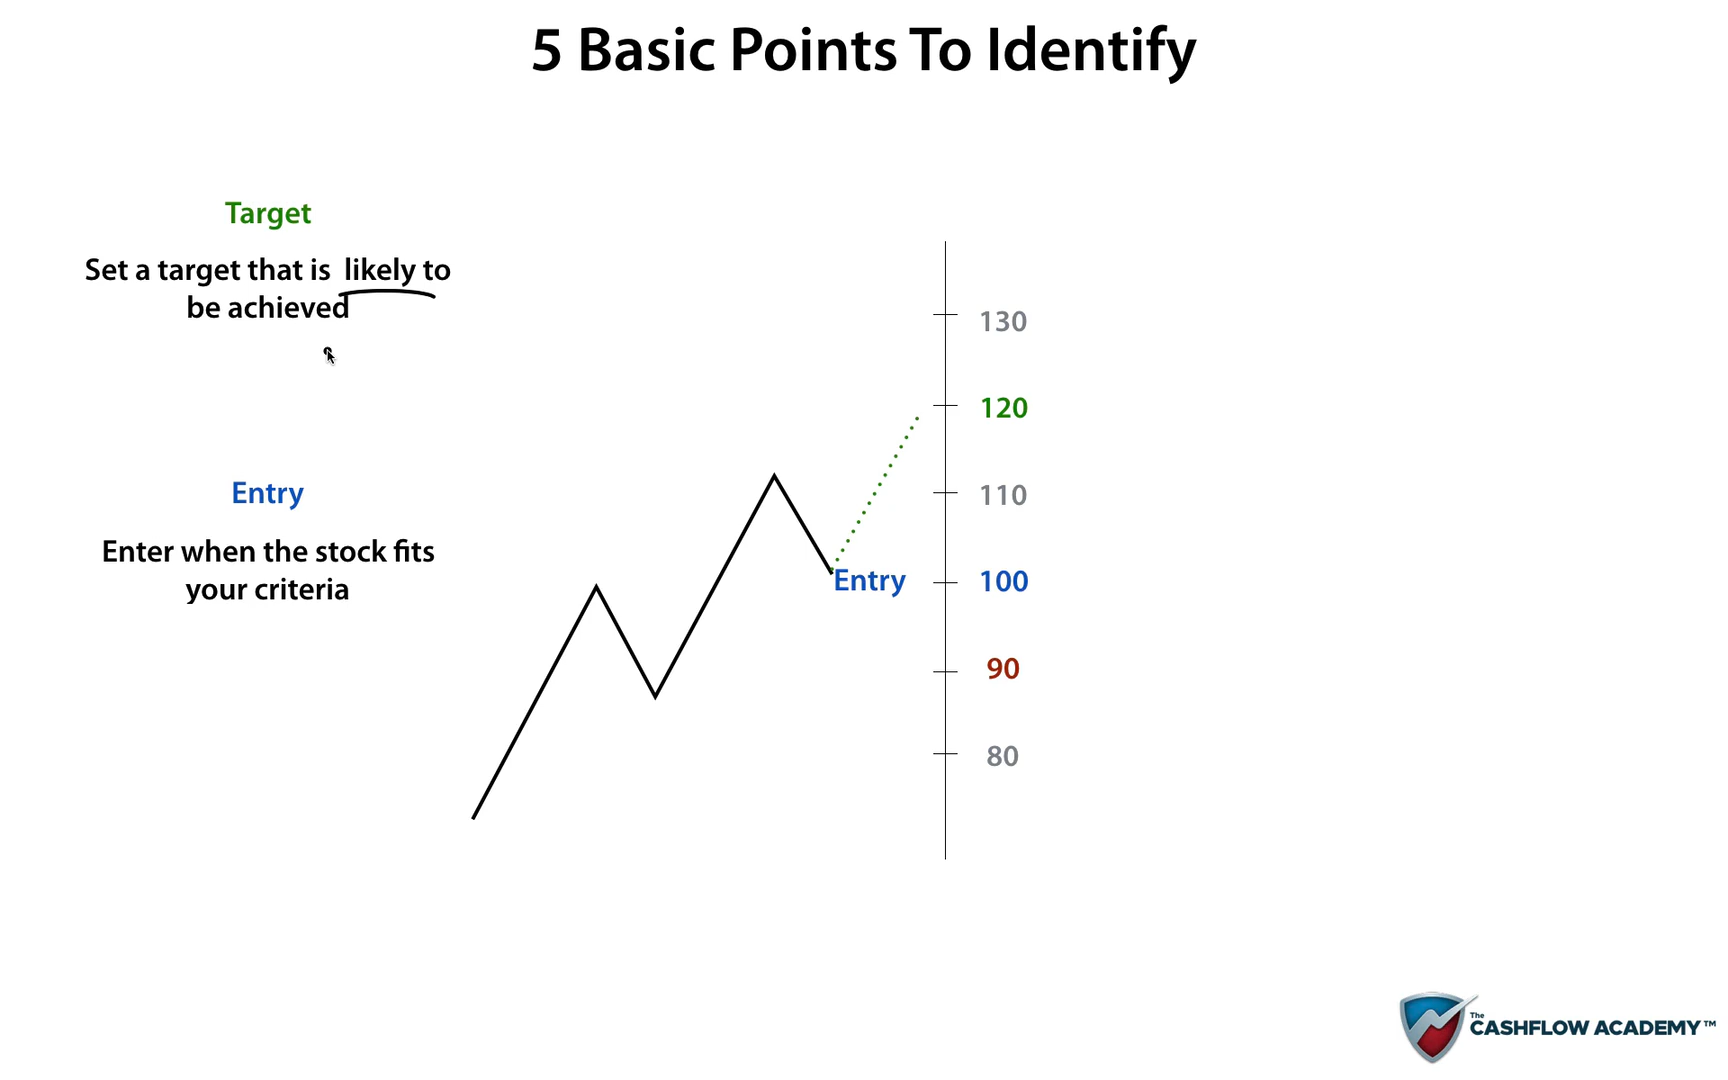 5 Basic Points To Identify
Target
Set a target that is likely to
be achieved
Entry
Enter when the stock fits
your criteria
130
120
110
Entry
100
90
80
The
CASHFLOW ACADEMY™